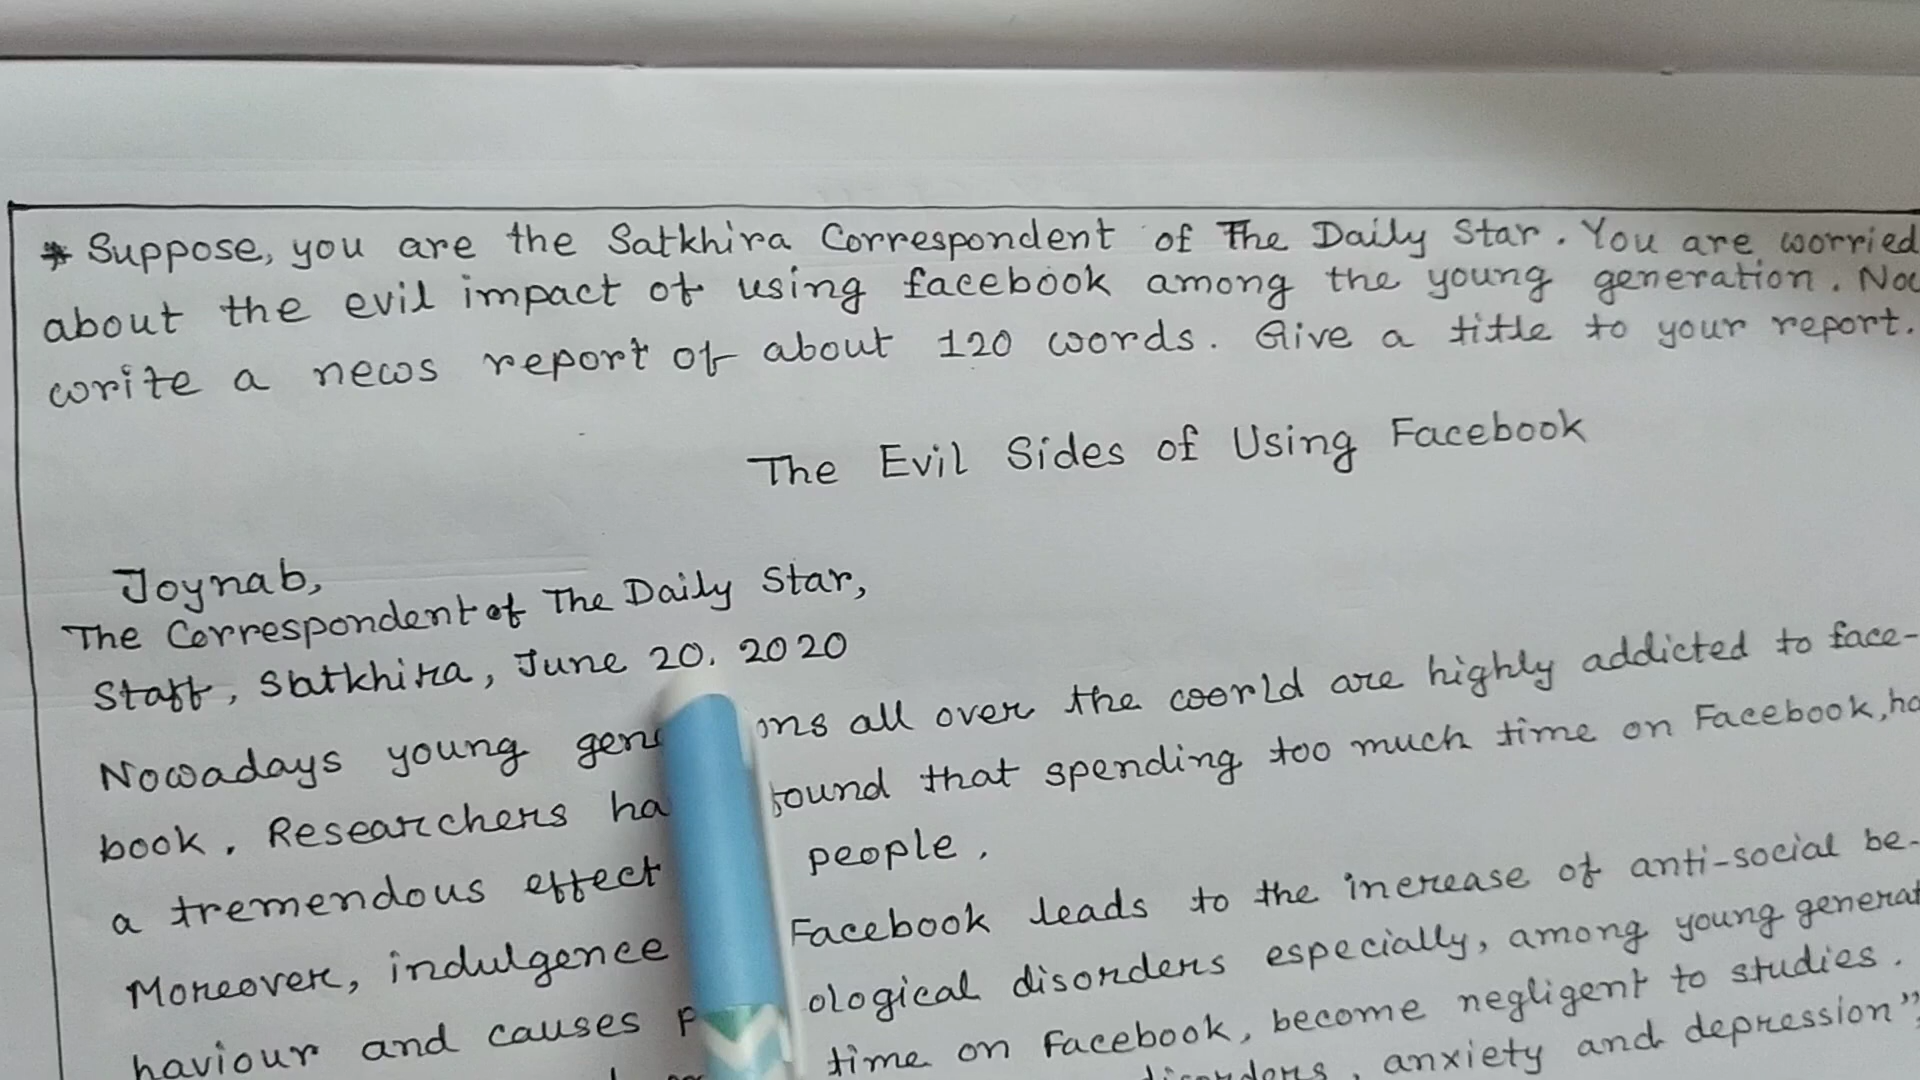 * Suppose, you are the Satkhira Correspondent of The Daily Star. You are worried
about the evil impact of using facebook among the young generation.
write a news report of about 120 words. Give a title to your report.
The Evil Sides of Using Facebook
Joynab,
The Correspondent of The Daily Star,
Staff, Satkhira, June 20, 2020
Nowadays young all over the world are highly addicted to face-
book. Researchers found that spending too much time on Facebook,
a tremendous effect people.
Moreover, indulgence Facebook leads to the increase of anti-social be-
haviour and causes disorders especially, among young
time on Facebook, become negligent to studies.
anxiety and depression"